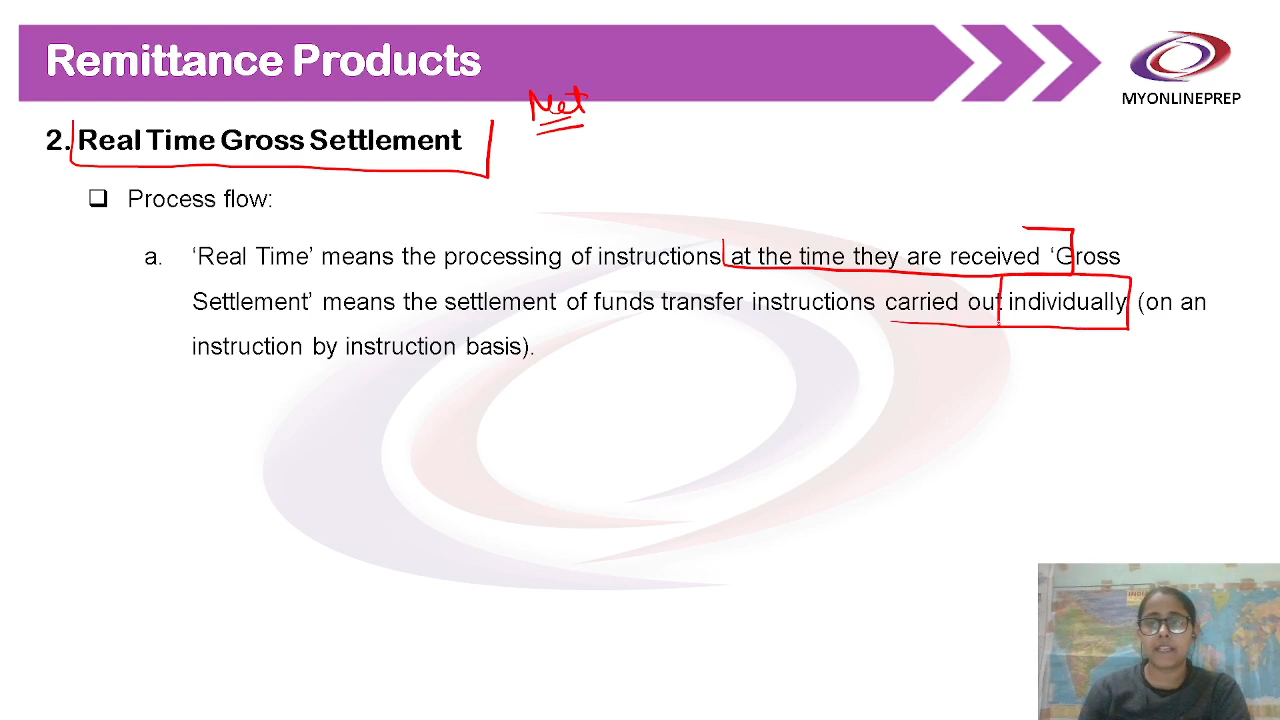 Remittance Products
MYONLINEPREP
Net
2. Real Time Gross Settlement
❑ Process flow:
a. ‘Real Time’ means the processing of instructions at the time they are received ‘Gross
Settlement’ means the settlement of funds transfer instructions carried out individually (on an
instruction by instruction basis).